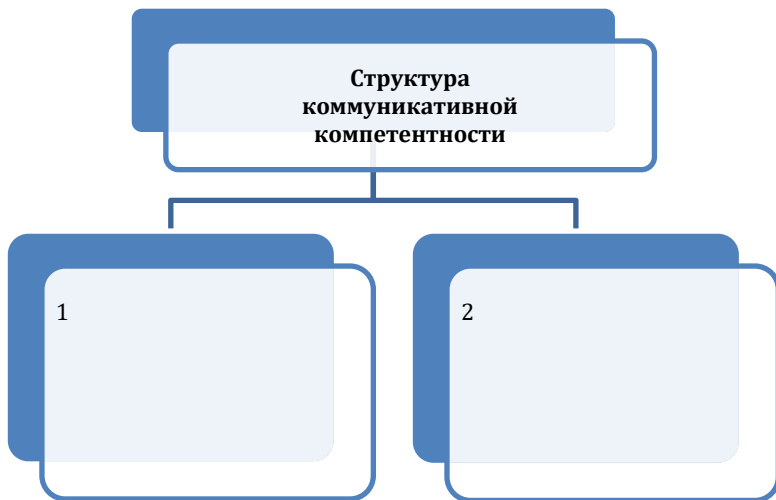 Структура
коммуникативной
компетентности
1
2